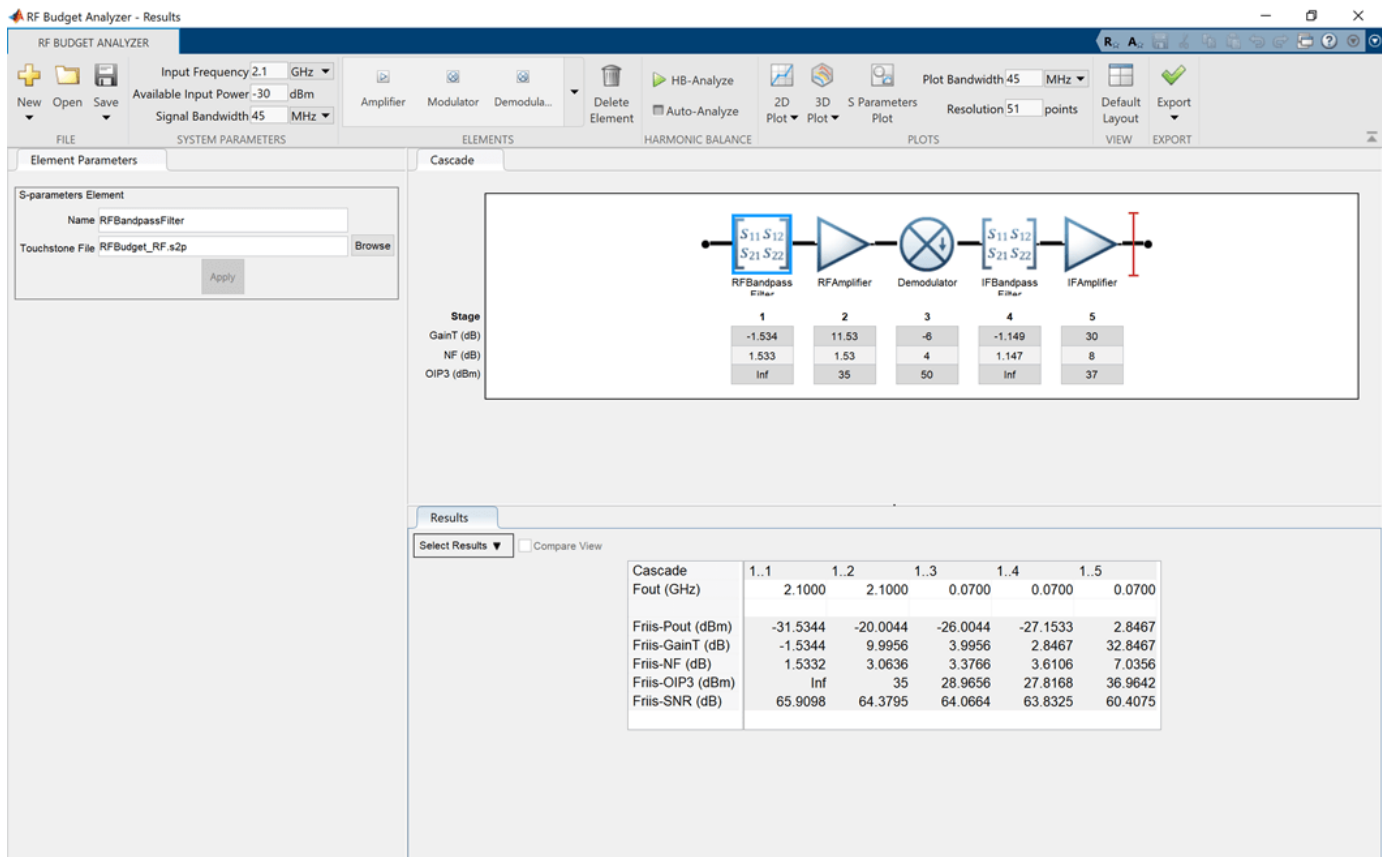 RF Budget Analyzer - Results
RF BUDGET ANALYZER
Input Frequency 2.1 GHz
Available Input Power -30 dBm
Signal Bandwidth 45 MHz
New Open Save
FILE
SYSTEM PARAMETERS
Amplifier Modulator Demodula...
ELEMENTS
Delete
Element
HB-Analyze
Auto-Analyze
HARMONIC BALANCE
2D
Plot
3D
Plot
S Parameters
Plot
Plot Bandwidth 45 MHz
Resolution 51 points
PLOTS
Default
Layout
VIEW
Export
EXPORT
Element Parameters
S-parameters Element
Name RFBandpassFilter
Touchstone File RFBudget_RF.s2p Browse
Apply
Cascade
S11 S12
S21 S22
S11 S12
S21 S22
RFBandpass RFAmplifier Demodulator IFBandpass IFAmplifier
Filter Filter
Stage 1 2 3 4 5
GainT (dB) -1.534 11.53 -6 -1.149 30
NF (dB) 1.533 1.53 4 1.147 8
OIP3 (dBm) Inf 35 50 Inf 37
Results
Select Results Compare View
Cascade 1..1 1..2 1..3 1..4 1..5
Fout (GHz) 2.1000 2.1000 0.0700 0.0700 0.0700
Friis-Pout (dBm) -31.5344 -20.0044 -26.0044 -27.1533 2.8467
Friis-GainT (dB) -1.5344 9.9956 3.9956 2.8467 32.8467
Friis-NF (dB) 1.5332 3.0636 3.3766 3.6106 7.0356
Friis-OIP3 (dBm) Inf 35 28.9656 27.8168 36.9642
Friis-SNR (dB) 65.9098 64.3795 64.0664 63.8325 60.4075